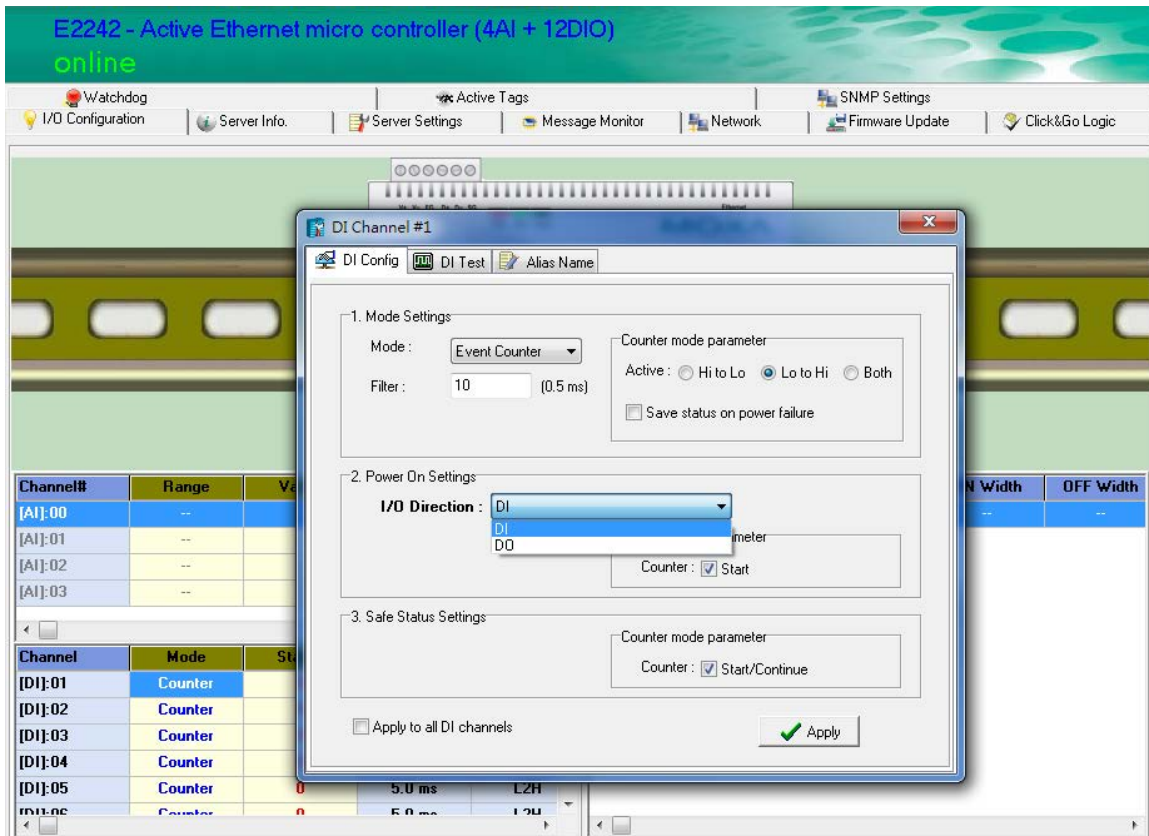 E2242 - Active Ethernet micro controller (4AI + 12DIO)
online
Watchdog
Active Tags
SNMP Settings
I/O Configuration
Server Info.
Server Settings
Message Monitor
Network
Firmware Update
Click&Go Logic
DI Channel #1
DI Config
DI Test
Alias Name
1. Mode Settings
Mode :
Event Counter
Filter :
10
(0.5 ms)
Counter mode parameter
Active :
Hi to Lo
Lo to Hi
Both
Save status on power failure
2. Power On Settings
I/O Direction :
DI
DI
DO
Counter :
Start
3. Safe Status Settings
Counter mode parameter
Counter :
Start/Continue
Apply to all DI channels
Apply
Channel#
Range
OFF Width
[AI]:00
--
--
--
[AI]:01
--
[AI]:02
--
[AI]:03
--
Channel
Mode
[DI]:01
Counter
[DI]:02
Counter
[DI]:03
Counter
[DI]:04
Counter
[DI]:05
Counter
0
5.0 ms
L2H